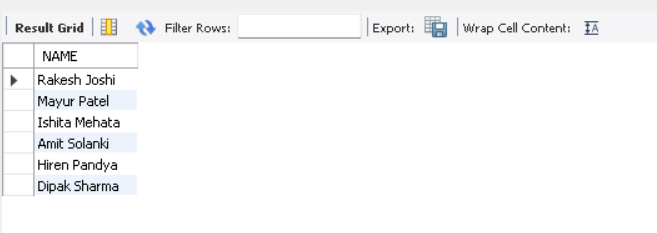 Result Grid Filter Rows: Export: Wrap Cell Content: IA
NAME
Rakesh Joshi
Mayur Patel
Ishita Mehata
Amit Solanki
Hiren Pandya
Dipak Sharma